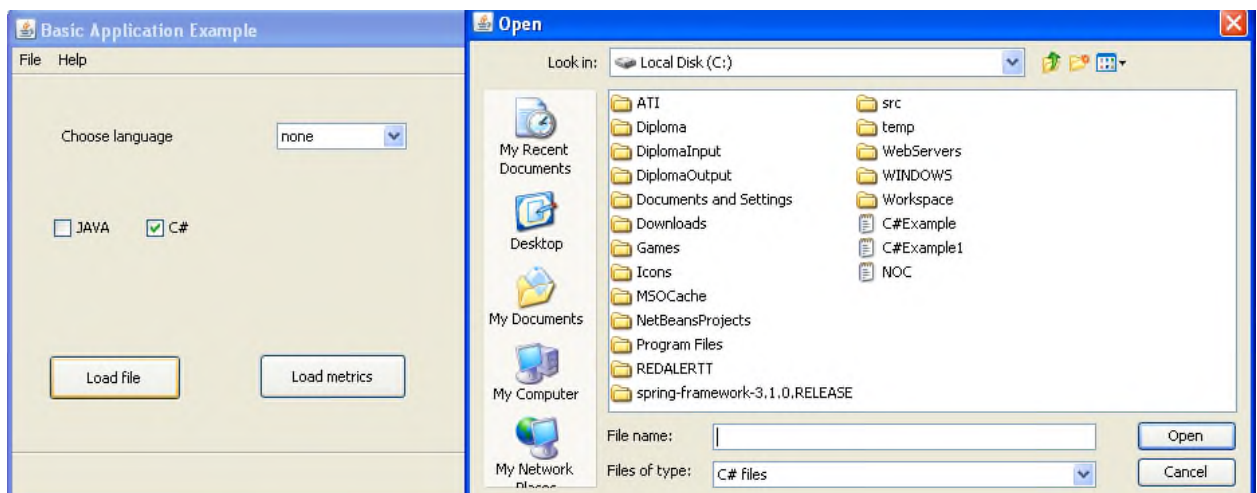 Basic Application Example
File Help
Choose language
none
JAVA
C#
Load file
Load metrics
Open
Look in:
Local Disk (C:)
My Recent
Documents
Desktop
My Documents
My Computer
My Network
Places
ATI
Diploma
DiplomaInput
DiplomaOutput
Documents and Settings
Downloads
Games
Icons
MSOCache
NetBeansProjects
Program Files
REDALERTT
spring-framework-3.1.0.RELEASE
src
temp
WebServers
WINDOWS
Workspace
C#Example
C#Example1
NOC
File name:
Open
Files of type:
C# files
Cancel